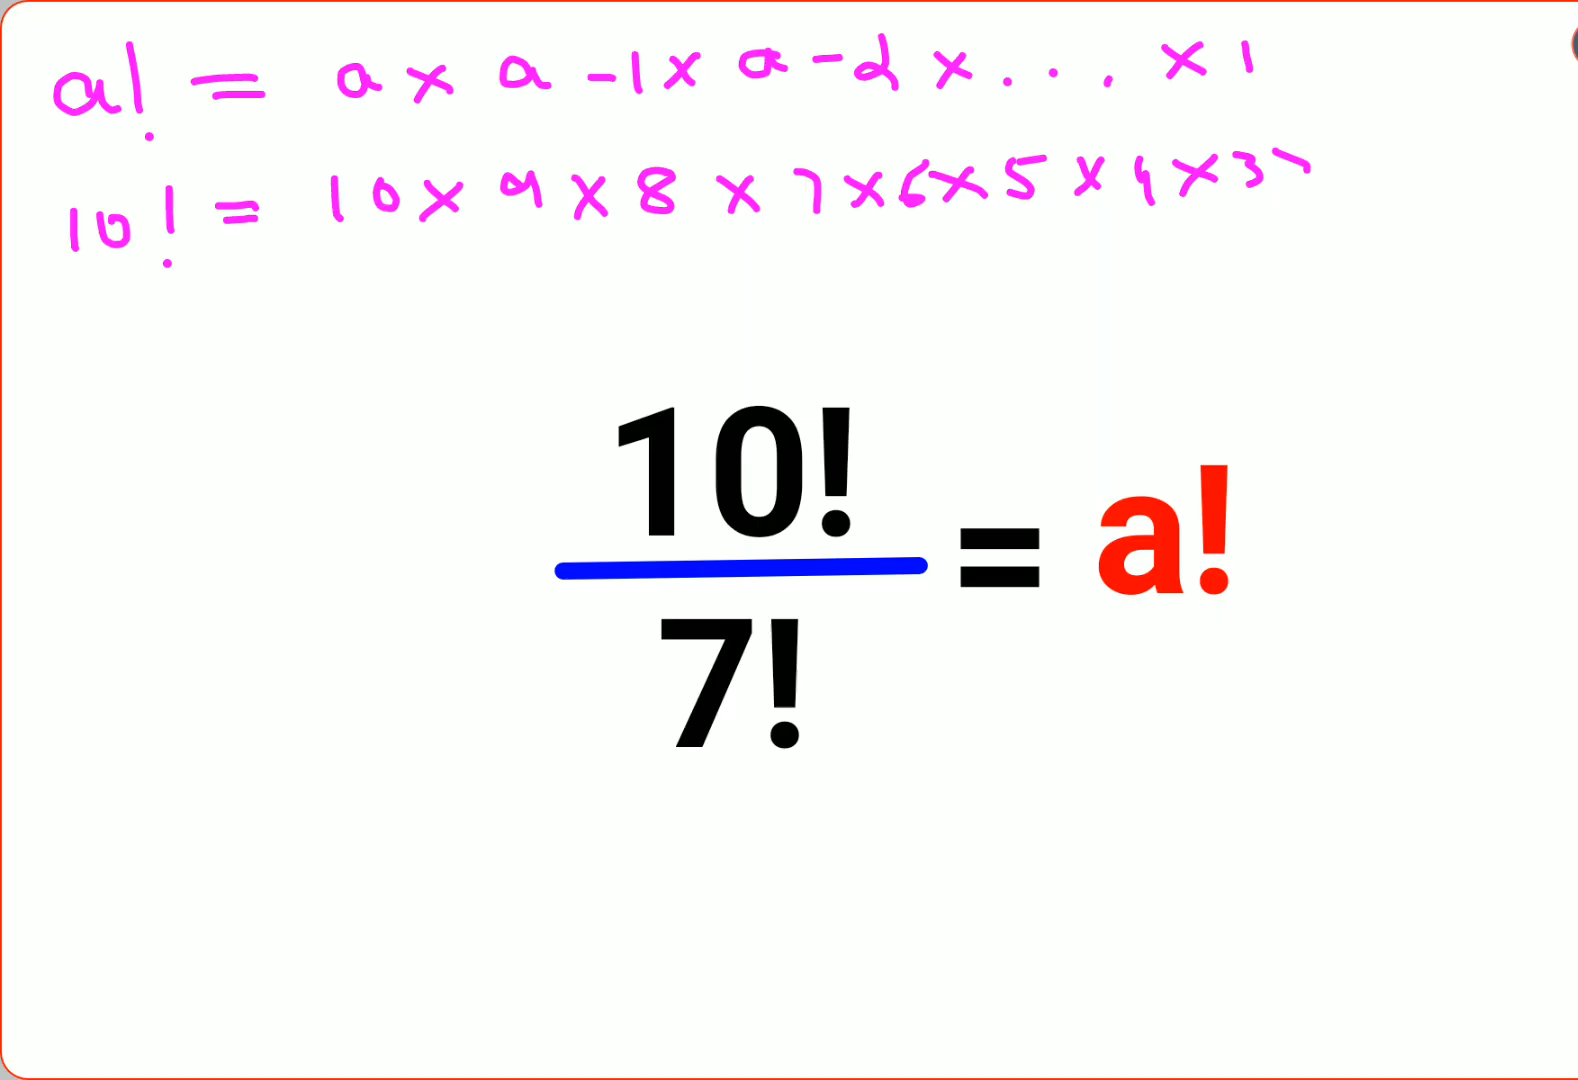 a! = a × a - 1 × a - 2 × . . . × 1
10! = 10 × 9 × 8 × 7 × 6 × 5 × 4 × 3
10!
7!
= a!